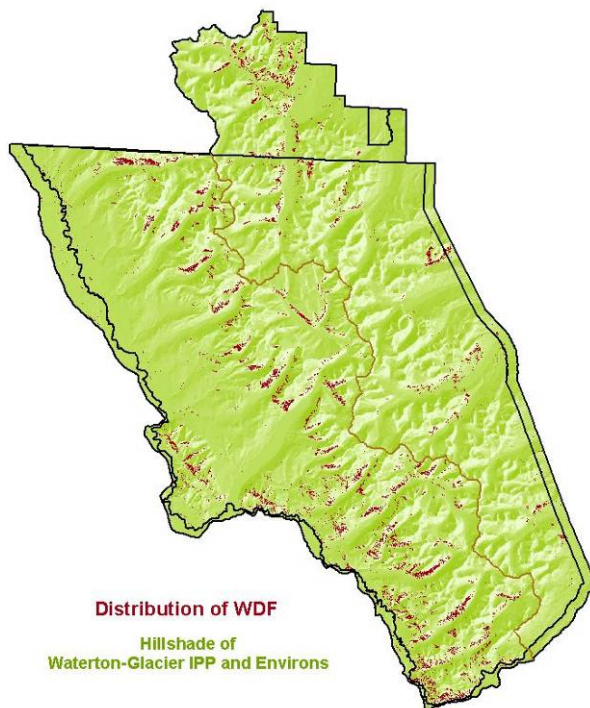 Distribution of WDF
Hillshade of
Waterton-Glacier IPP and Environs